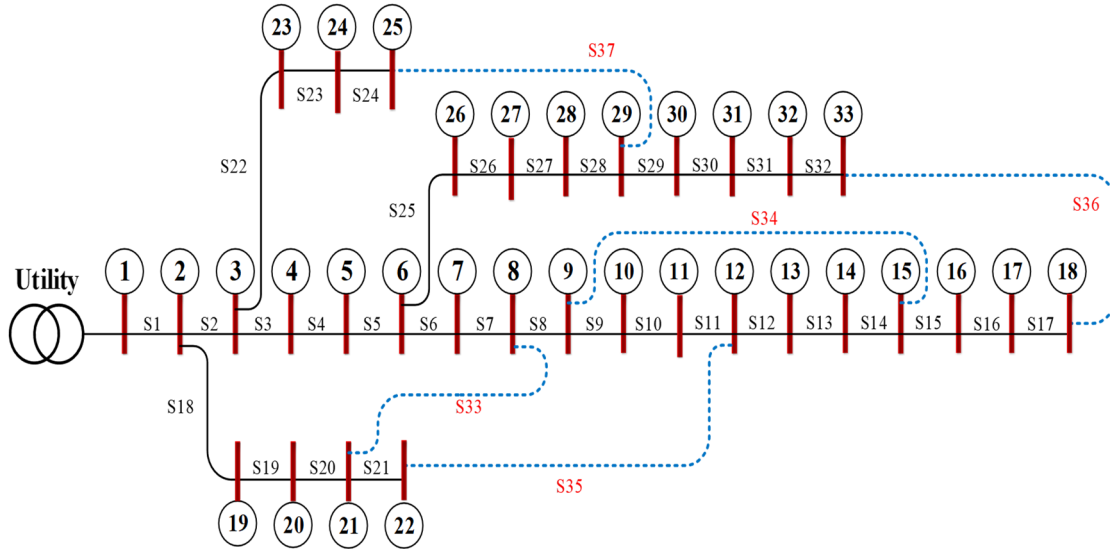 23 24 25
S37
S23 S24
26 27 28 29 30 31 32 33
S22
S26 S27 S28 S29 S30 S31 S32
S25
S36
S34
Utility
1 2 3 4 5 6 7 8 9 10 11 12 13 14 15 16 17 18
S1 S2 S3 S4 S5 S6 S7 S8 S9 S10 S11 S12 S13 S14 S15 S16 S17
S18
S33
S19 S20 S21
S35
19 20 21 22